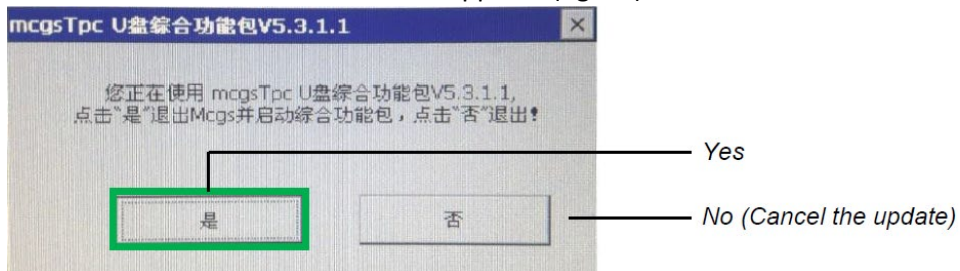 mcgsTpc U盘综合功能包V5.3.1.1
您正在使用 mcgsTpc U盘综合功能包V5.3.1.1,
点击"是"退出Mcgs并启动综合功能包，点击"否"退出!
Yes
是
否
No (Cancel the update)